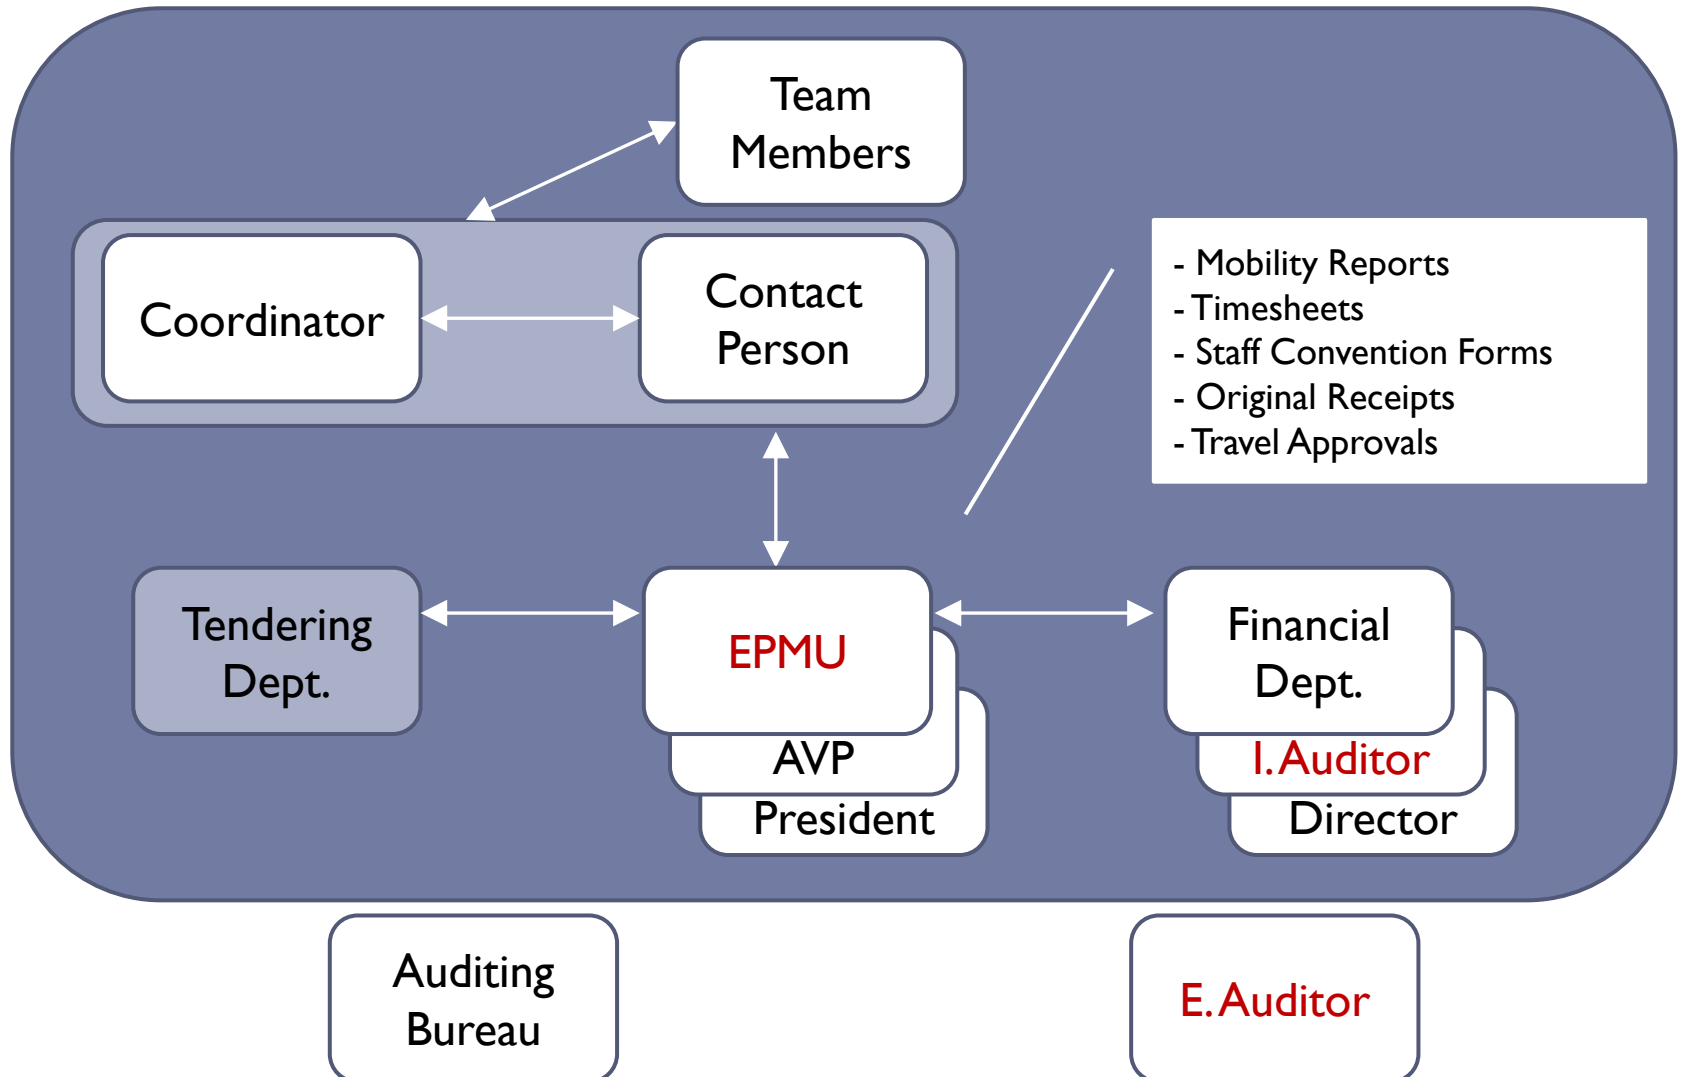 Team
Members
Coordinator
Contact
Person
- Mobility Reports
- Timesheets
- Staff Convention Forms
- Original Receipts
- Travel Approvals
Tendering
Dept.
EPMU
AVP
President
Financial
Dept.
I. Auditor
Director
Auditing
Bureau
E. Auditor